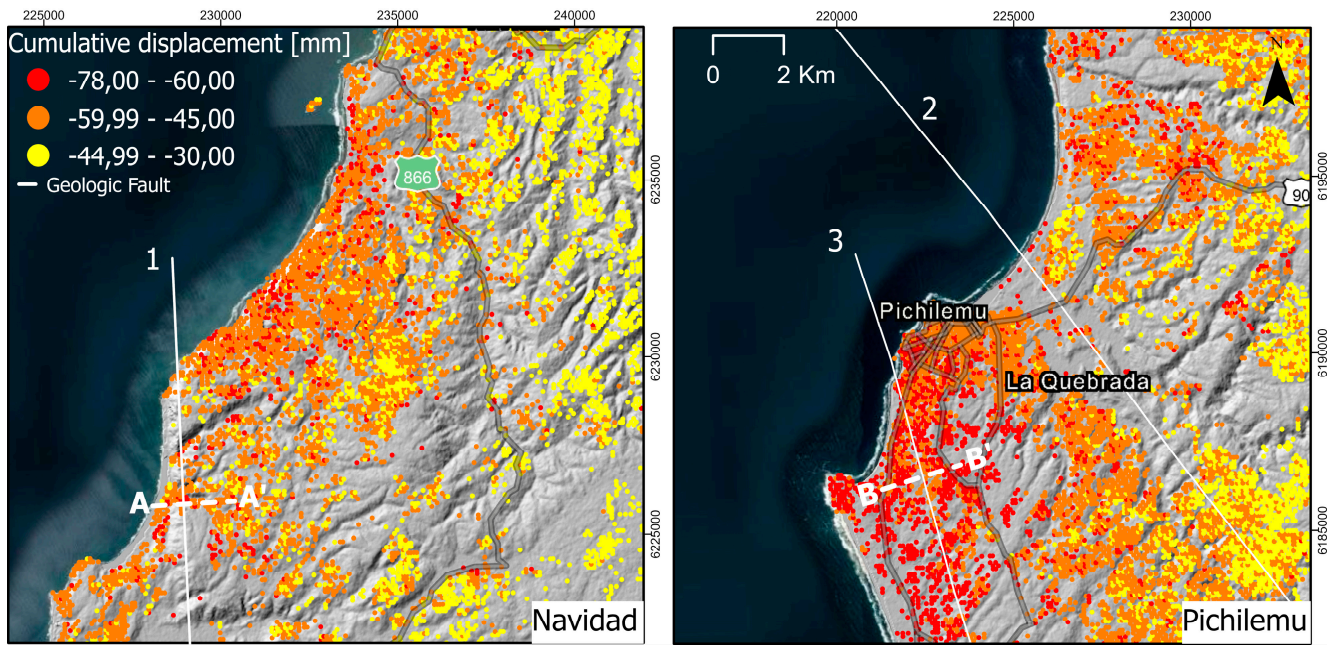 225000 230000 235000 240000
220000 225000 230000
Cumulative displacement [mm]
-78,00 - -60,00
-59,99 - -45,00
-44,99 - -30,00
Geologic Fault
866
1
A A'
6235000
6230000
6225000
Navidad
0 2 Km
N
2
3
90
Pichilemu
La Quebrada
B B'
6195000
6190000
6185000
Pichilemu